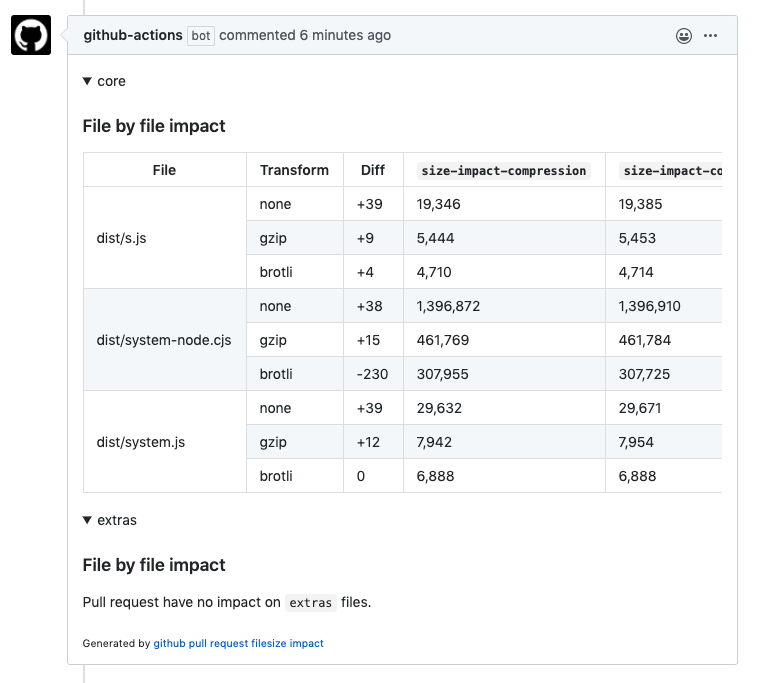 github-actions bot commented 6 minutes ago
▼ core
File by file impact
File Transform Diff size-impact-compression size-impact-co
dist/s.js
none +39 19,346 19,385
gzip +9 5,444 5,453
brotli +4 4,710 4,714
dist/system-node.cjs
none +38 1,396,872 1,396,910
gzip +15 461,769 461,784
brotli -230 307,955 307,725
dist/system.js
none +39 29,632 29,671
gzip +12 7,942 7,954
brotli 0 6,888 6,888
▼ extras
File by file impact
Pull request have no impact on extras files.
Generated by github pull request filesize impact